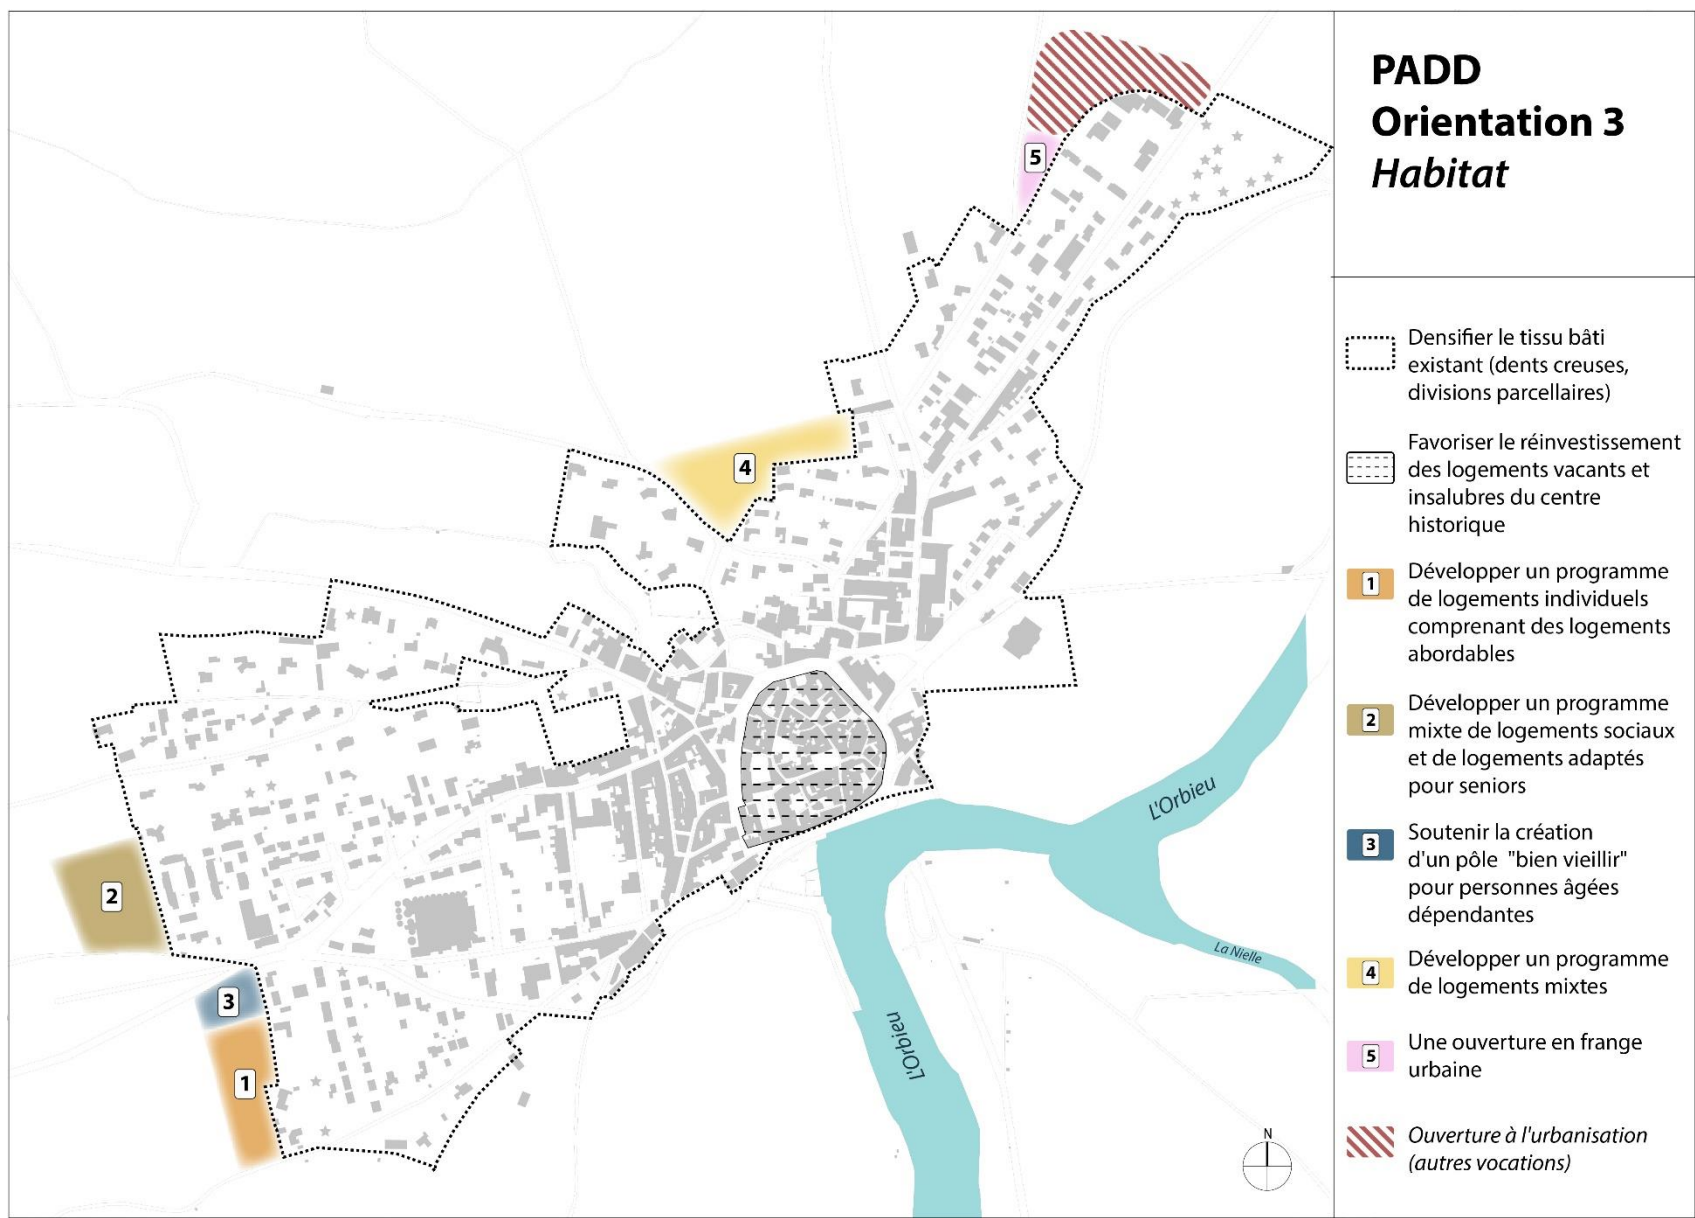 PADD
Orientation 3
Habitat
Densifier le tissu bâti
existant (dents creuses,
divisions parcellaires)
Favoriser le réinvestissement
des logements vacants et
insalubres du centre
historique
1
Développer un programme
de logements individuels
comprenant des logements
abordables
2
Développer un programme
mixte de logements sociaux
et de logements adaptés
pour seniors
3
Soutenir la création
d'un pôle "bien vieillir"
pour personnes âgées
dépendantes
4
Développer un programme
de logements mixtes
5
Une ouverture en frange
urbaine
Ouverture à l'urbanisation
(autres vocations)
5
4
2
3
1
L'Orbieu
La Nielle
L'Orbieu
N